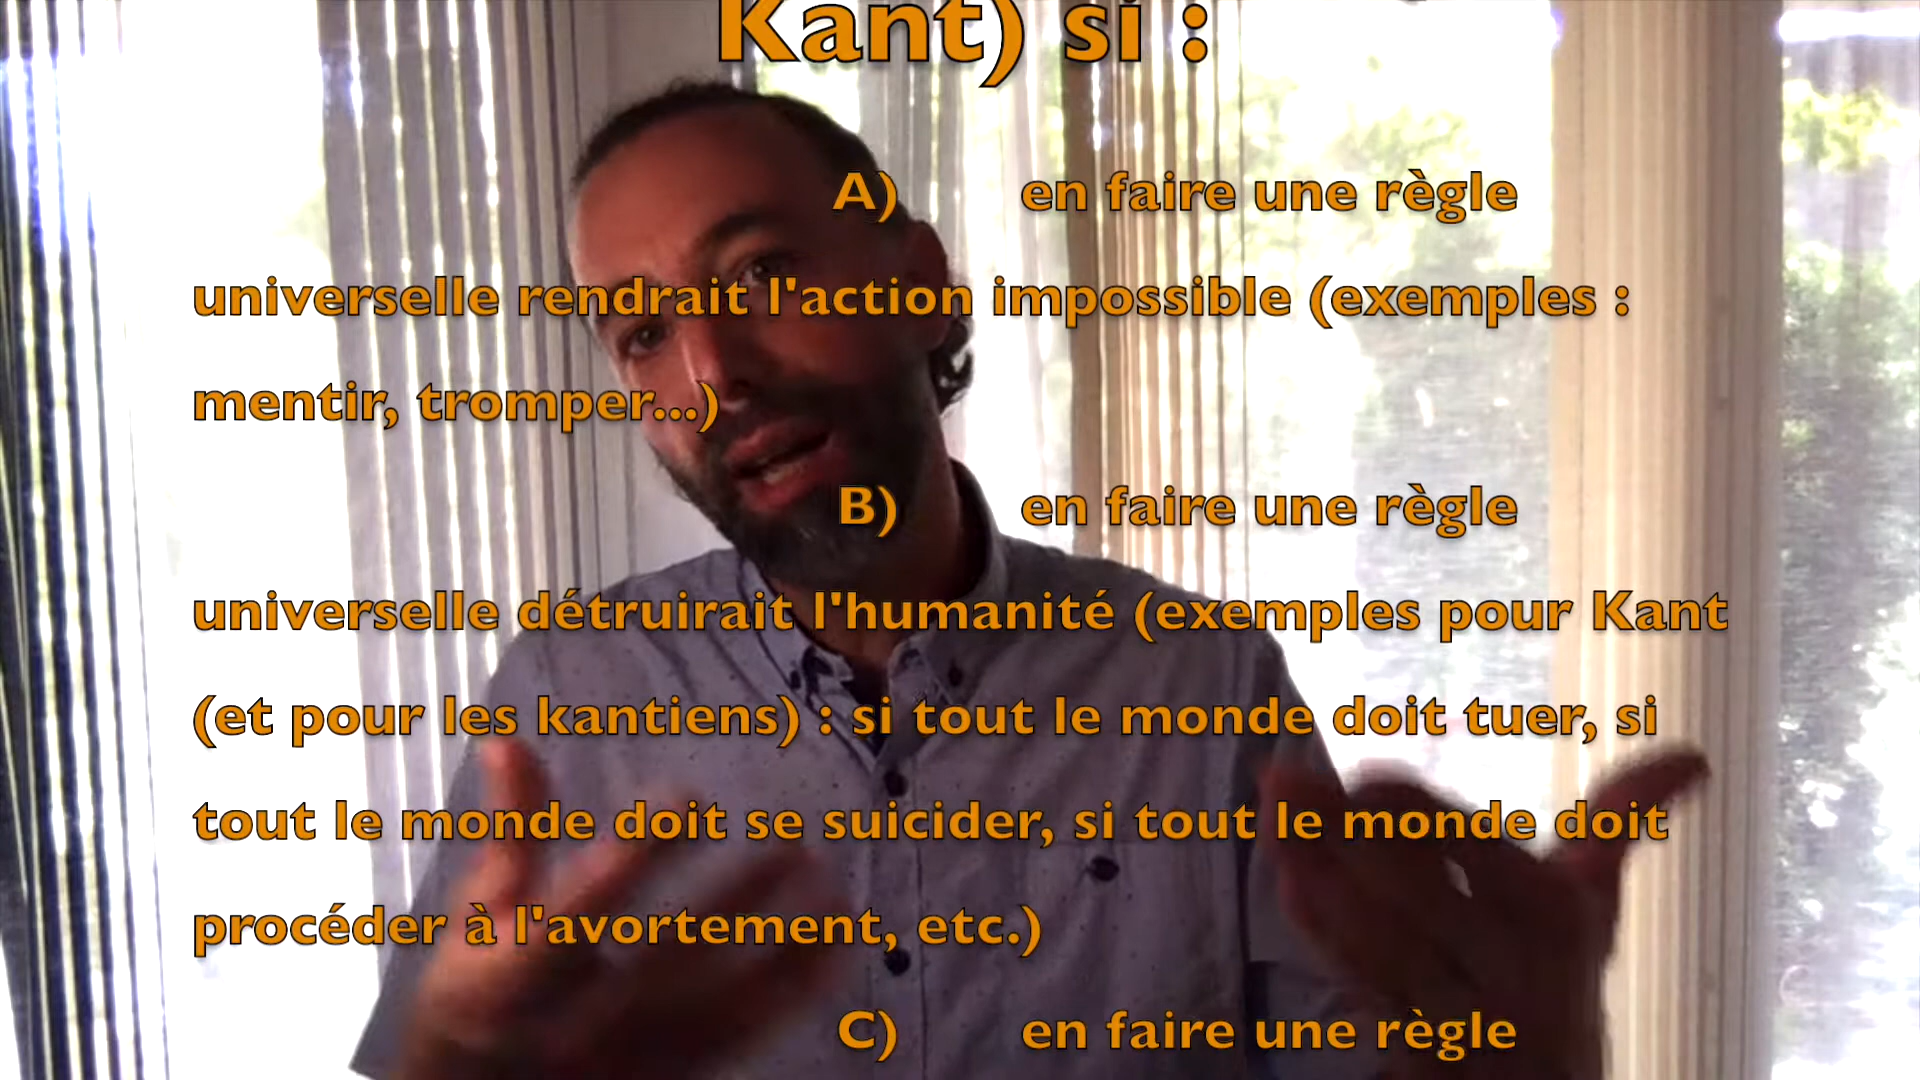 Kant) si :
A) en faire une règle
universelle rendrait l'action impossible (exemples :
mentir, tromper...)
B) en faire une règle
universelle détruirait l'humanité (exemples pour Kant
(et pour les kantiens) : si tout le monde doit tuer, si
tout le monde doit se suicider, si tout le monde doit
procéder à l'avortement, etc.)
C) en faire une règle